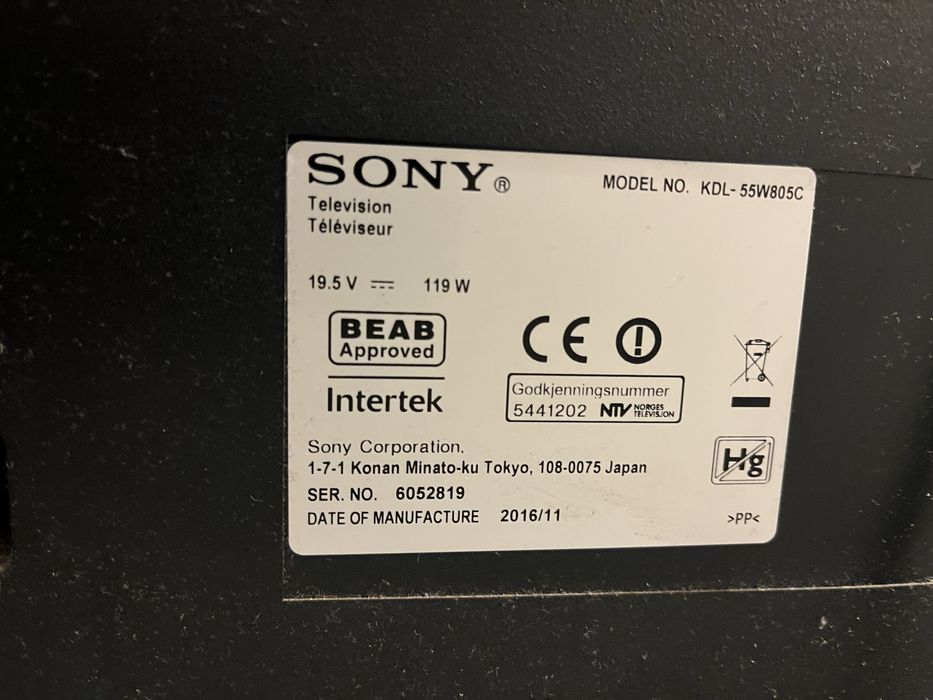 SONY®
MODEL NO. KDL-55W805C
Television
Téléviseur
19.5 V ⎓ 119 W
BEAB
Approved
Intertek
CE
Godkjenningsnummer
5441202 NTV NORGES TELEVISJON
Hg
Sony Corporation,
1-7-1 Konan Minato-ku Tokyo, 108-0075 Japan
SER. NO. 6052819
DATE OF MANUFACTURE 2016/11
>PP<